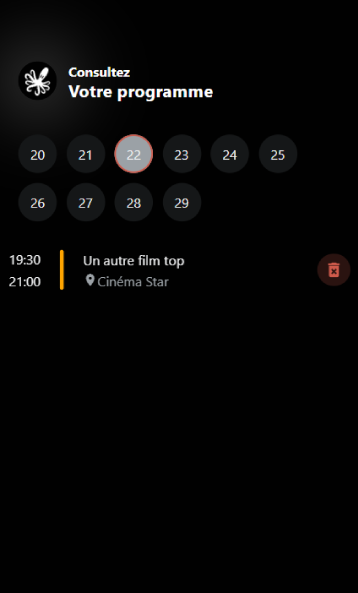 Consultez
Votre programme
20 21 22 23 24 25
26 27 28 29
19:30 Un autre film top
21:00 Cinéma Star